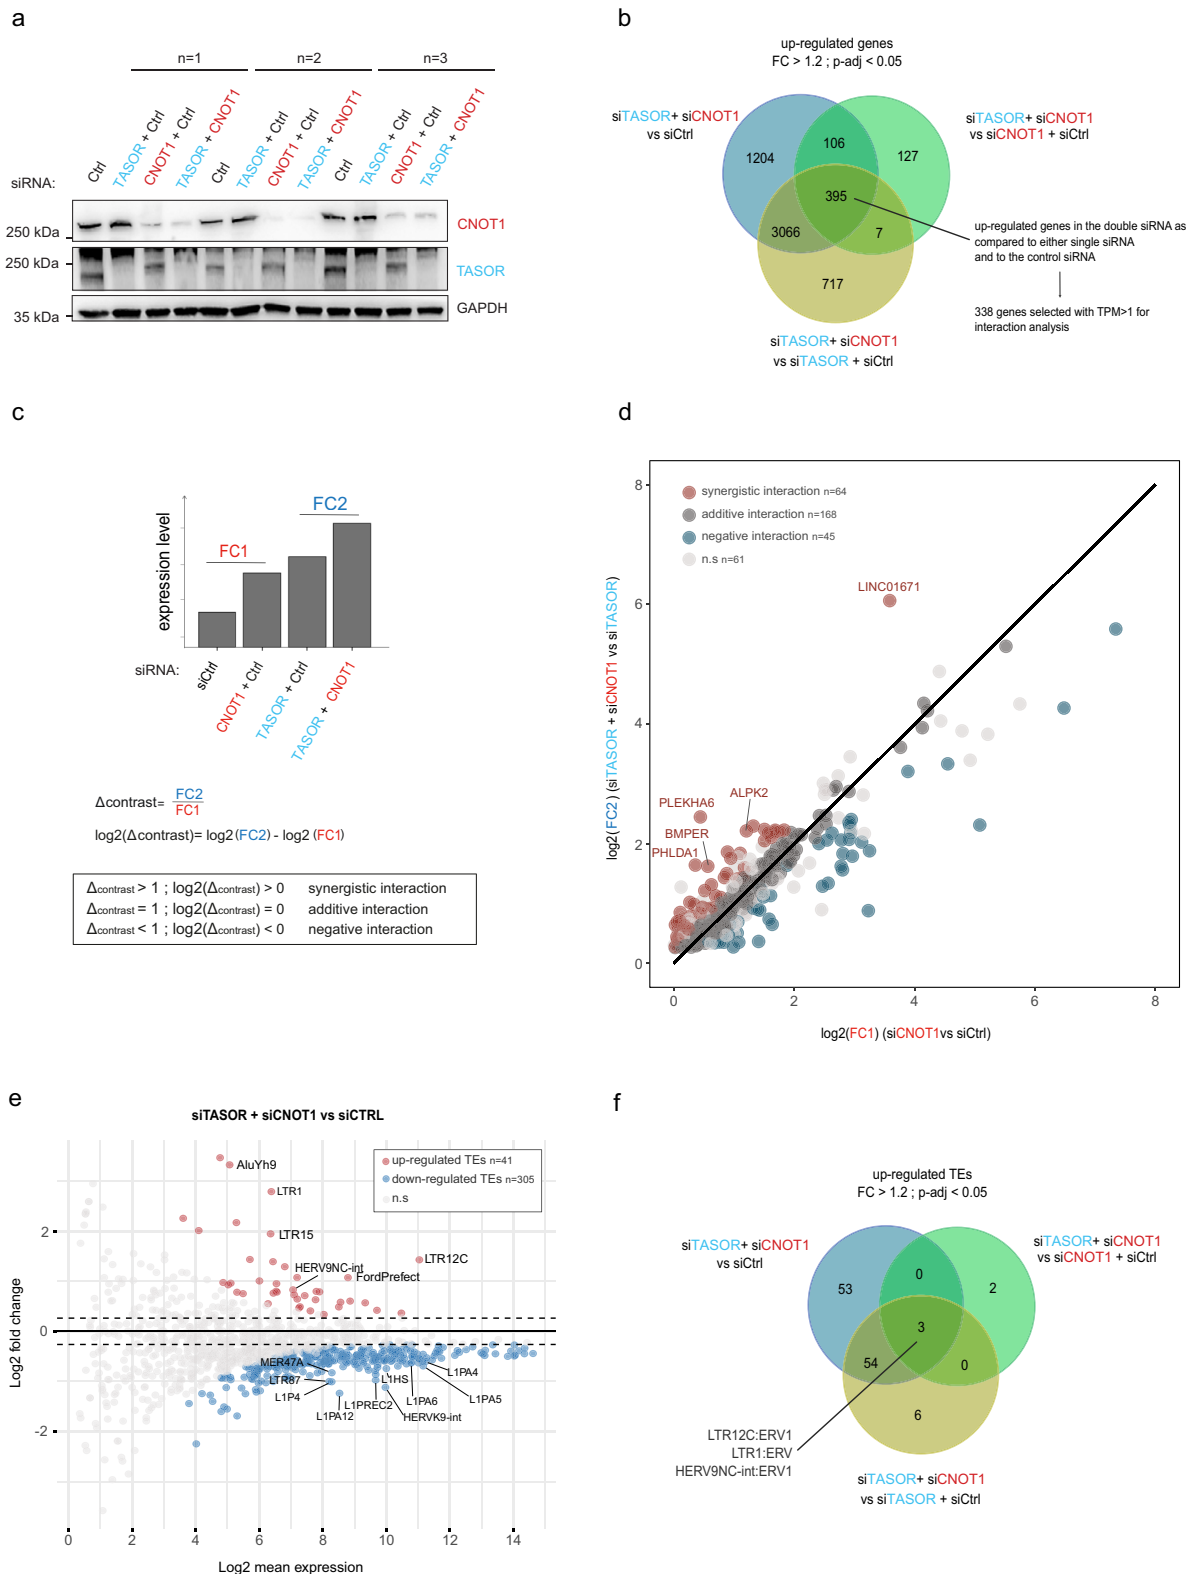 a
n=1 n=2 n=3
siRNA: Ctrl TASOR + Ctrl CNOT1 + Ctrl TASOR + CNOT1 Ctrl TASOR + Ctrl CNOT1 + Ctrl TASOR + CNOT1 Ctrl TASOR + Ctrl CNOT1 + Ctrl TASOR + CNOT1
CNOT1
250 kDa
250 kDa
TASOR
35 kDa
GAPDH
b
up-regulated genes
FC > 1.2 ; p-adj < 0.05
siTASOR+ siCNOT1
vs siCtrl
siTASOR+ siCNOT1
vs siCNOT1 + siCtrl
1204 106 127
395
3066 7
717
siTASOR+ siCNOT1
vs siTASOR + siCtrl
up-regulated genes in the double siRNA as
compared to either single siRNA
and to the control siRNA
338 genes selected with TPM>1 for
interaction analysis
c
expression level
FC1
FC2
siRNA: siCtrl CNOT1 + Ctrl TASOR + Ctrl TASOR + CNOT1
Δcontrast= FC2
FC1
log2(Δcontrast)= log2(FC2) - log2 (FC1)
Δcontrast > 1 ; log2(Δcontrast) > 0 synergistic interaction
Δcontrast = 1 ; log2(Δcontrast) = 0 additive interaction
Δcontrast < 1 ; log2(Δcontrast) < 0 negative interaction
d
log2(FC2) (siTASOR + siCNOT1 vs siTASOR)
8
6
4
2
0
synergistic interaction n=64
additive interaction n=168
negative interaction n=45
n.s n=61
LINC01671
PLEKHA6
ALPK2
BMPER
PHLDA1
0 2 4 6 8
log2(FC1) (siCNOT1vs siCtrl)
e
siTASOR + siCNOT1 vs siCTRL
Log2 fold change
2
0
-2
up-regulated TEs n=41
down-regulated TEs n=305
n.s
AluYh9
LTR1
LTR15
LTR12C
HERV9NC-int
FordPrefect
MER47A
LTR87
L1P4
L1PA12
L1PREC2
L1HS
HERVK9-int
L1PA6
L1PA4
L1PA5
0 2 4 6 8 10 12 14
Log2 mean expression
f
up-regulated TEs
FC > 1.2 ; p-adj < 0.05
siTASOR+ siCNOT1
vs siCtrl
siTASOR+ siCNOT1
vs siCNOT1 + siCtrl
53 0 2
3
54 0
6
LTR12C:ERV1
LTR1:ERV
HERV9NC-int:ERV1
siTASOR+ siCNOT1
vs siTASOR + siCtrl